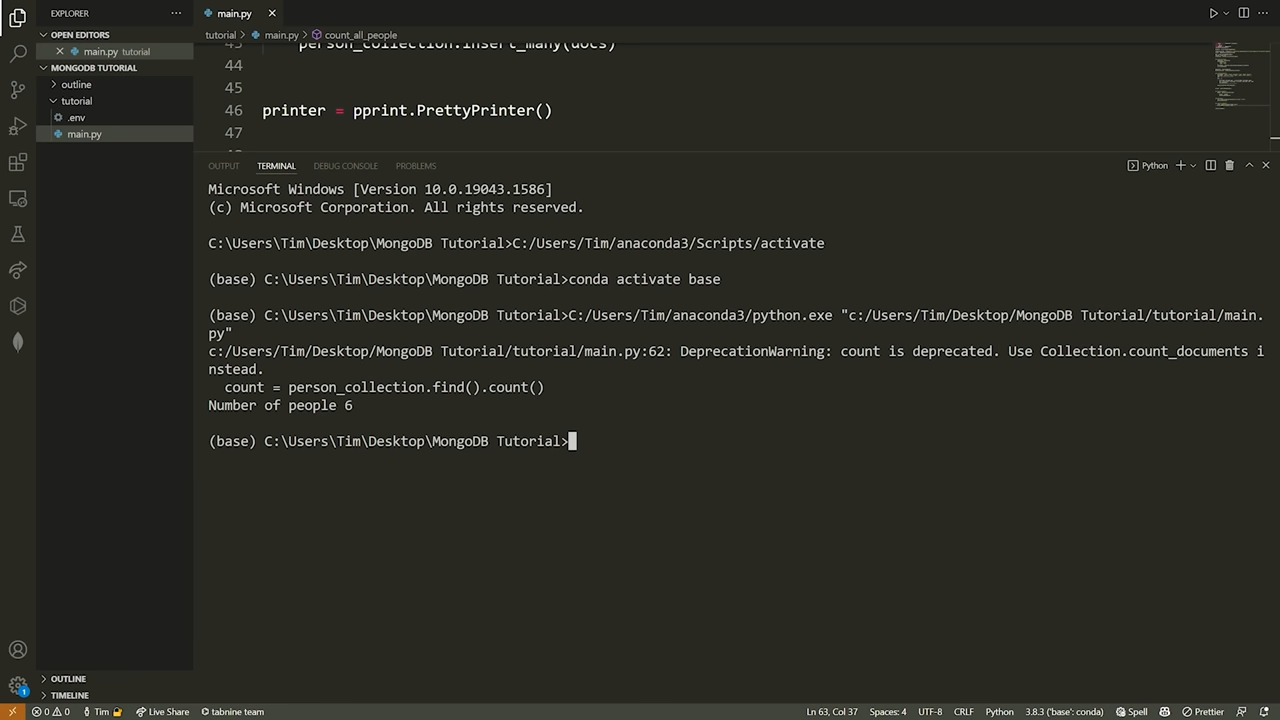 EXPLORER
···
main.py
OPEN EDITORS
main.py tutorial
tutorial > main.py > count_all_people
MONGODB TUTORIAL
outline
tutorial
.env
main.py
person_collection.insert_many(docs)
44
45
46 printer = pprint.PrettyPrinter()
47
OUTPUT TERMINAL DEBUG CONSOLE PROBLEMS
Python
Microsoft Windows [Version 10.0.19043.1586]
(c) Microsoft Corporation. All rights reserved.
C:\Users\Tim\Desktop\MongoDB Tutorial>C:/Users/Tim/anaconda3/Scripts/activate
(base) C:\Users\Tim\Desktop\MongoDB Tutorial>conda activate base
(base) C:\Users\Tim\Desktop\MongoDB Tutorial>C:/Users/Tim/anaconda3/python.exe "c:/Users/Tim/Desktop/MongoDB Tutorial/tutorial/main.
py"
c:/Users/Tim/Desktop/MongoDB Tutorial/tutorial/main.py:62: DeprecationWarning: count is deprecated. Use Collection.count_documents i
nstead.
count = person_collection.find().count()
Number of people 6
(base) C:\Users\Tim\Desktop\MongoDB Tutorial>
OUTLINE
TIMELINE
1
0 0 Tim Live Share tabnine team
Ln 63, Col 37 Spaces: 4 UTF-8 CRLF Python 3.8.3 ('base': conda) Spell Prettier